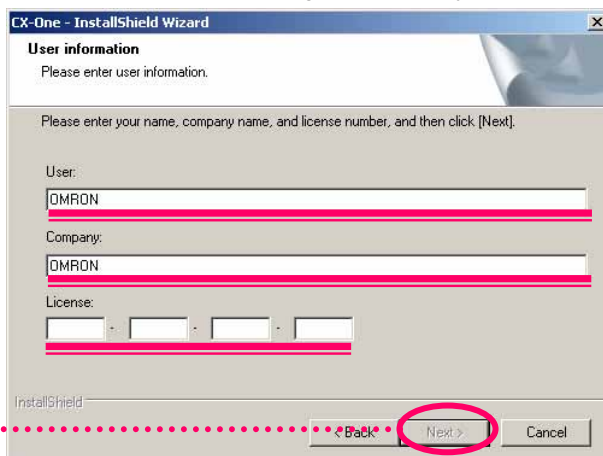 CX-One - InstallShield Wizard
User information
Please enter user information.
Please enter your name, company name, and license number, and then click [Next].
User:
OMRON
Company:
OMRON
License:
- - -
InstallShield
< Back Next > Cancel